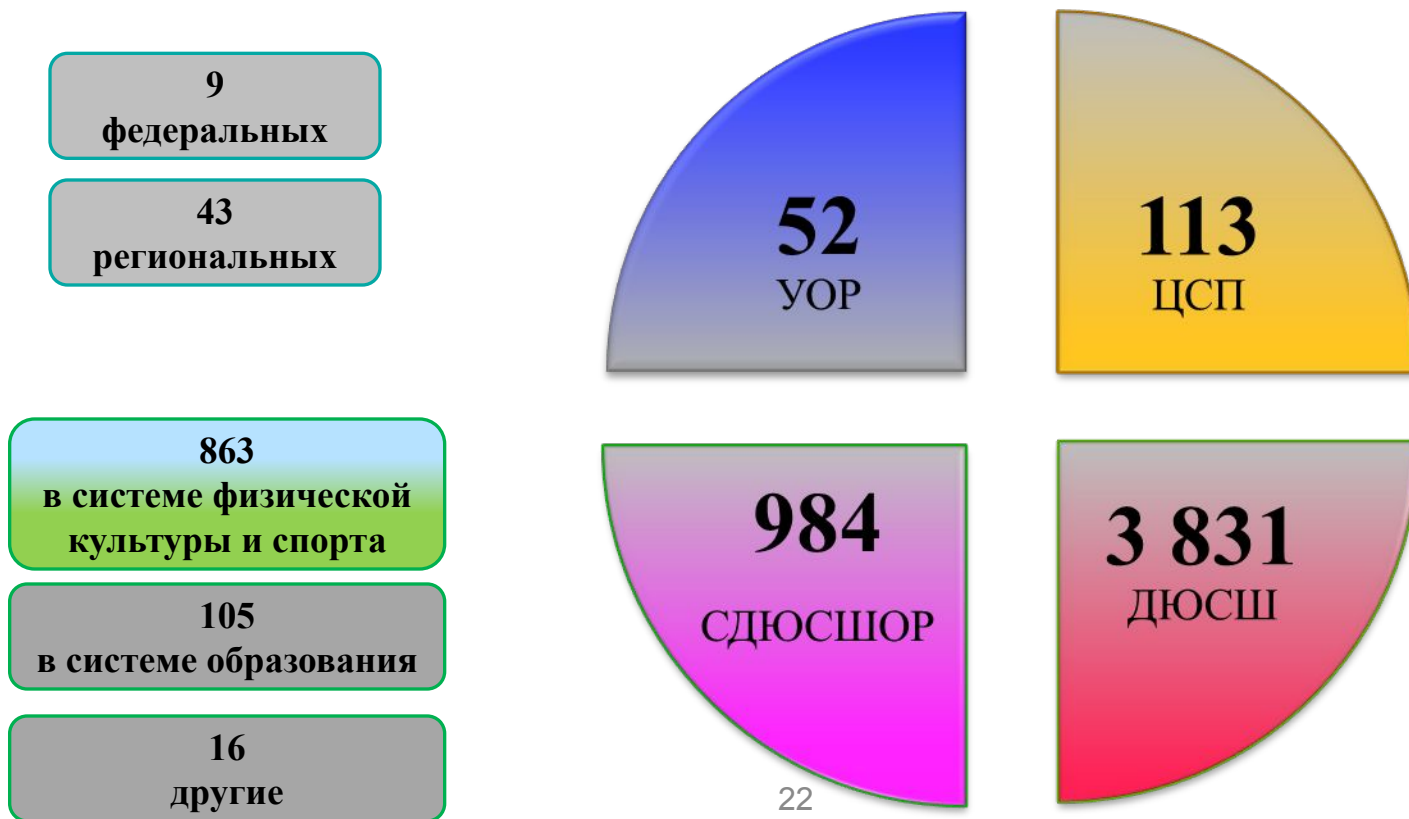 9
федеральных
43
региональных
52
УОР
113
ЦСП
863
в системе физической
культуры и спорта
105
в системе образования
16
другие
984
СДЮСШОР
3 831
ДЮСШ
22